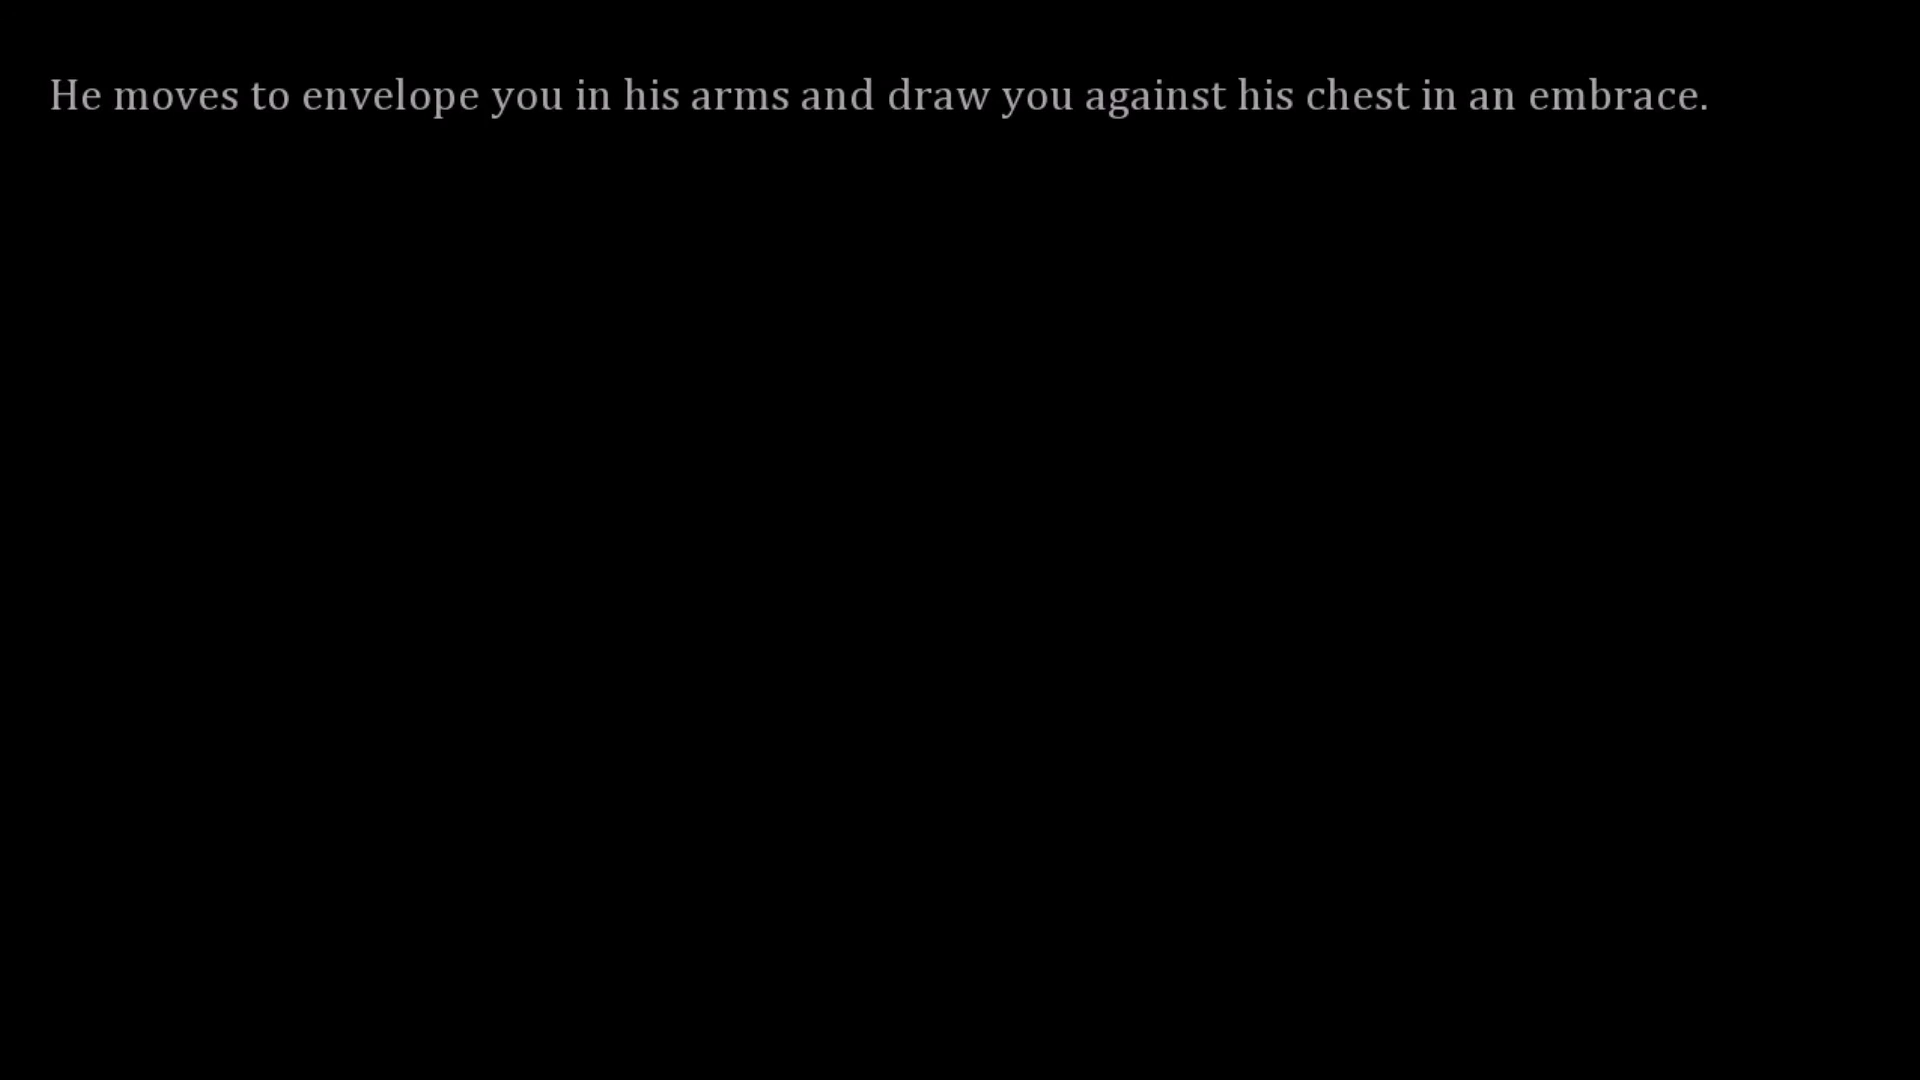 He moves to envelope you in his arms and draw you against his chest in an embrace.